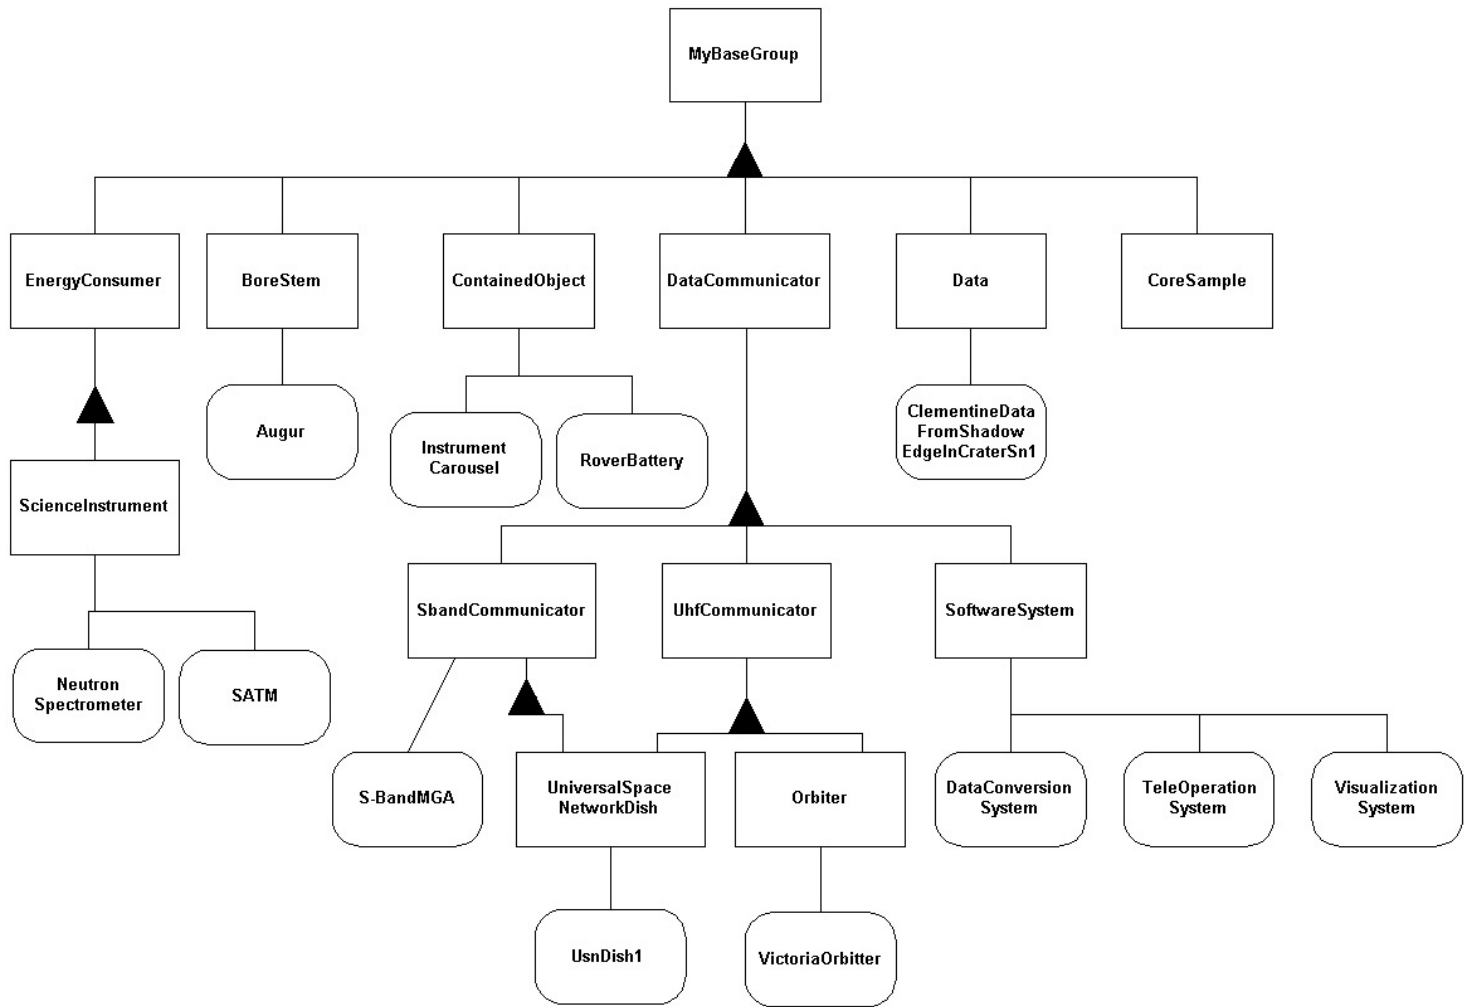 MyBaseGroup
EnergyConsumer
BoreStem
ContainedObject
DataCommunicator
Data
CoreSample
Augur
Instrument
Carousel
RoverBattery
ClementineData
FromShadow
EdgeInCraterSn1
ScienceInstrument
SbandCommunicator
UhfCommunicator
SoftwareSystem
Neutron
Spectrometer
SATM
S-BandMGA
UniversalSpace
NetworkDish
Orbiter
DataConversion
System
TeleOperation
System
Visualization
System
UsnDish1
VictoriaOrbitter